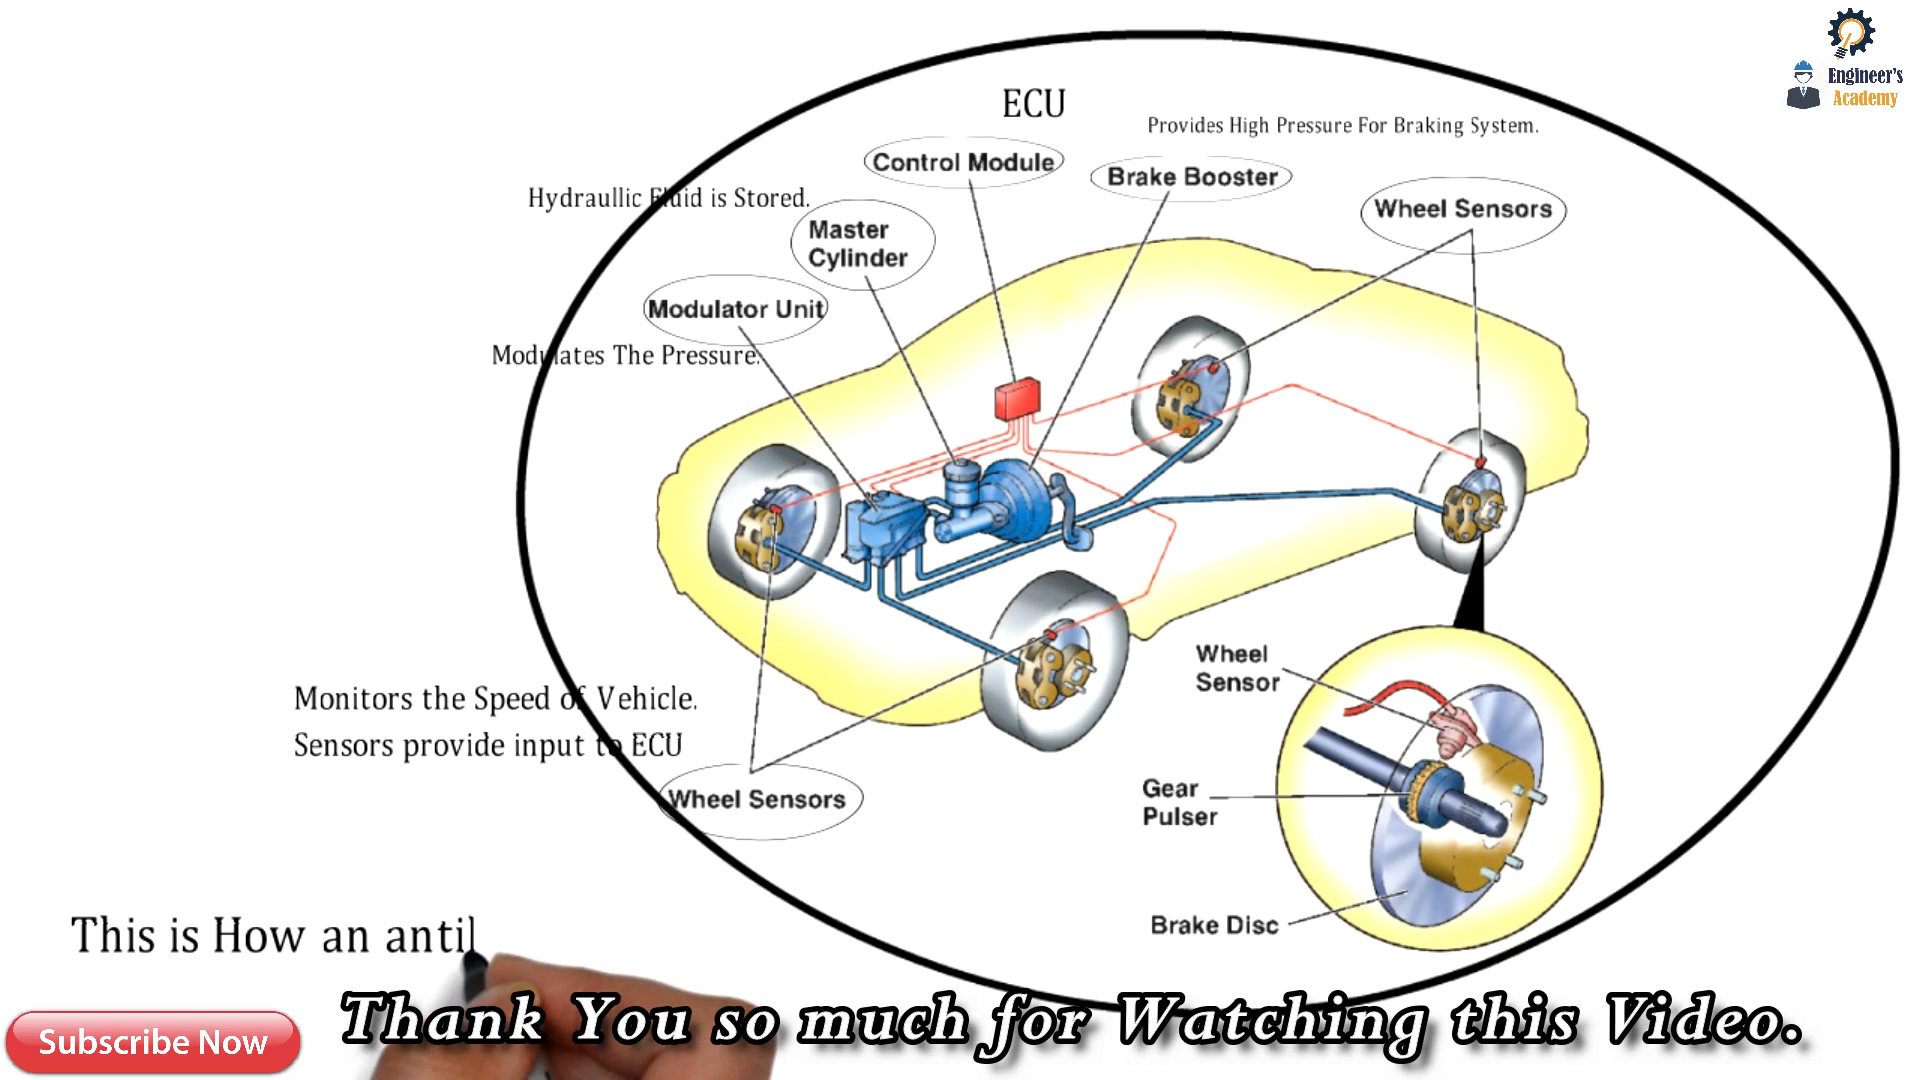 Engineer's
Academy
ECU
Provides High Pressure For Braking System.
Control Module
Brake Booster
Hydraullic Fluid is Stored.
Wheel Sensors
Master
Cylinder
Modulator Unit
Modulates The Pressure.
Monitors the Speed of Vehicle.
Sensors provide input to ECU
Wheel Sensors
Wheel
Sensor
Gear
Pulser
Brake Disc
This is How an antil
Thank You so much for Watching this Video.
Subscribe Now